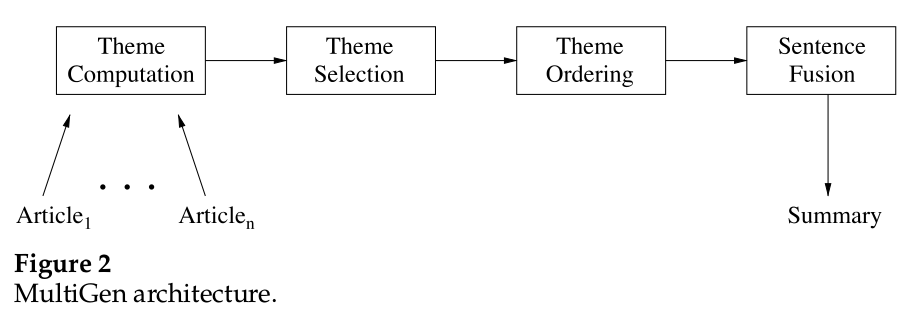 Theme
Computation
Theme
Selection
Theme
Ordering
Sentence
Fusion
. . .
Article1
Articlen
Summary
Figure 2
MultiGen architecture.